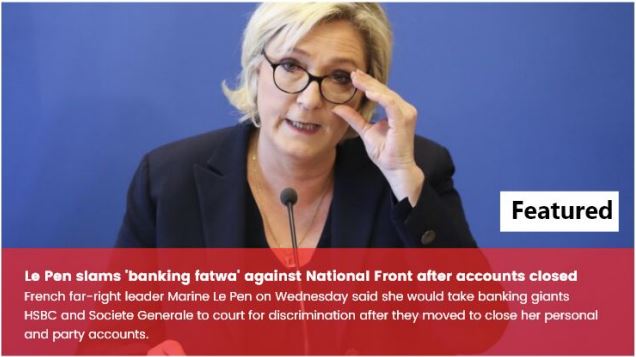 Featured
Le Pen slams 'banking fatwa' against National Front after accounts closed
French far-right leader Marine Le Pen on Wednesday said she would take banking giants
HSBC and Societe Generale to court for discrimination after they moved to close her personal
and party accounts.